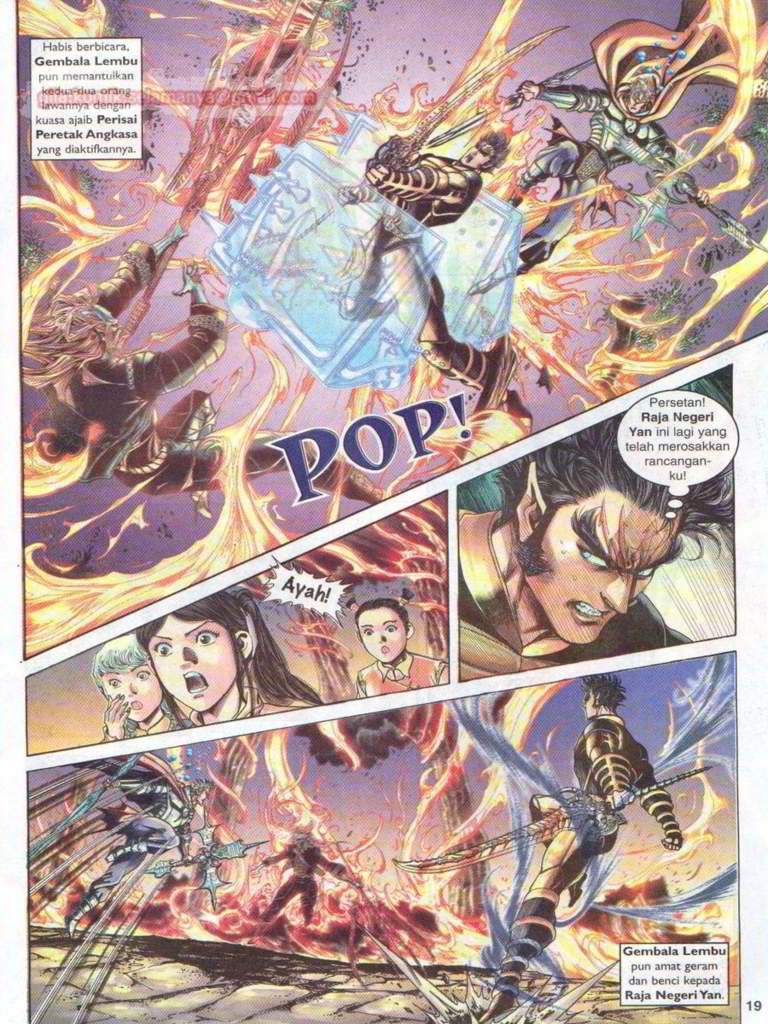 Habis berbicara,
Gembala Lembu
pun memantulkan
kedua-dua orang
lawannya dengan
kuasa ajaib Perisai
Peretak Angkasa
yang diaktifkannya.
POP!
Persetan!
Raja Negeri
Yan ini lagi yang
telah merosakkan
rancangan-
ku!
Ayah!
Gembala Lembu
pun amat geram
dan benci kepada
Raja Negeri Yan.
19